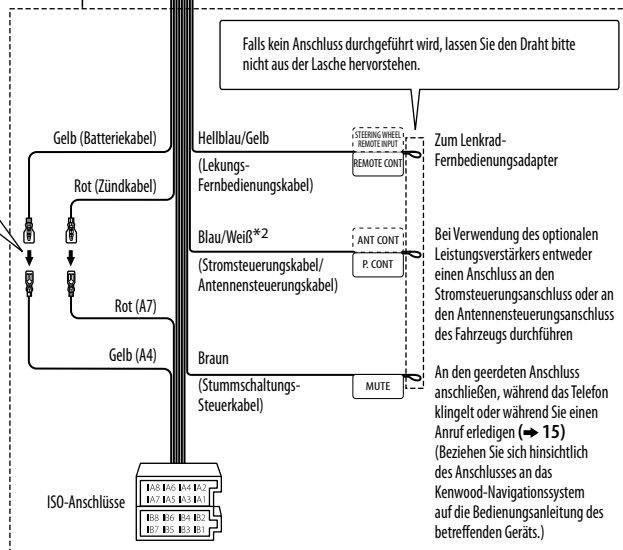 Falls kein Anschluss durchgeführt wird, lassen Sie den Draht bitte
nicht aus der Lasche hervorstehen.
Gelb (Batteriekabel)
Rot (Zündkabel)
Rot (A7)
Gelb (A4)
Hellblau/Gelb
(Lekungs-
Fernbedienungskabel)
STEERING WHEEL
REMOTE INPUT
REMOTE CONT
Zum Lenkrad-
Fernbedienungsadapter
Blau/Weiß*2
(Stromsteuerungskabel/
Antennensteuerungskabel)
ANT CONT
P. CONT
Bei Verwendung des optionalen
Leistungsverstärkers entweder
einen Anschluss an den
Stromsteuerungsanschluss oder an
den Antennensteuerungsanschluss
des Fahrzeugs durchführen
Braun
(Stummschaltungs-
Steuerkabel)
MUTE
An den geerdeten Anschluss
anschließen, während das Telefon
klingelt oder während Sie einen
Anruf erledigen (➜ 15)
(Beziehen Sie sich hinsichtlich
des Anschlusses an das
Kenwood-Navigationssystem
auf die Bedienungsanleitung des
betreffenden Geräts.)
ISO-Anschlüsse
A8 A6 A4 A2
A7 A5 A3 A1
B8 B6 B4 B2
B7 B5 B3 B1